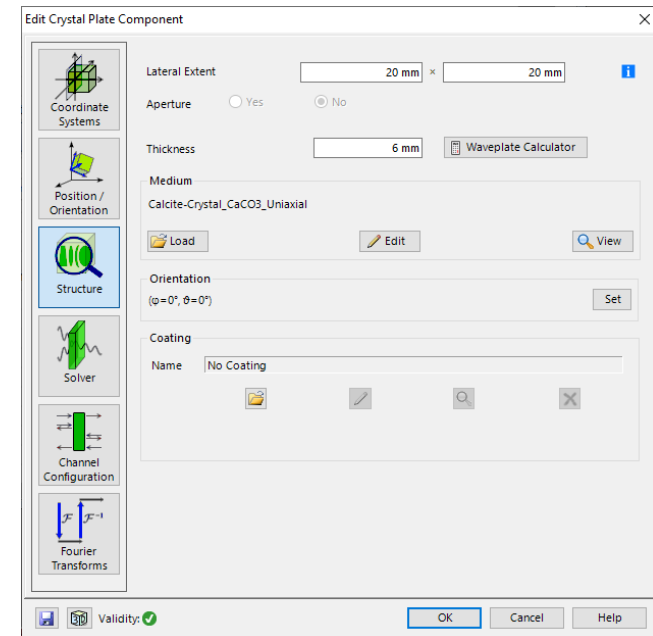 Edit Crystal Plate Component
Coordinate
Systems
Position /
Orientation
Structure
Solver
Channel
Configuration
F F⁻¹
Fourier
Transforms
Lateral Extent 20 mm × 20 mm i
Aperture Yes No
Thickness 6 mm Waveplate Calculator
Medium
Calcite-Crystal_CaCO3_Uniaxial
Load Edit View
Orientation
(φ=0°, ϑ=0°) Set
Coating
Name No Coating
3D Validity: OK Cancel Help